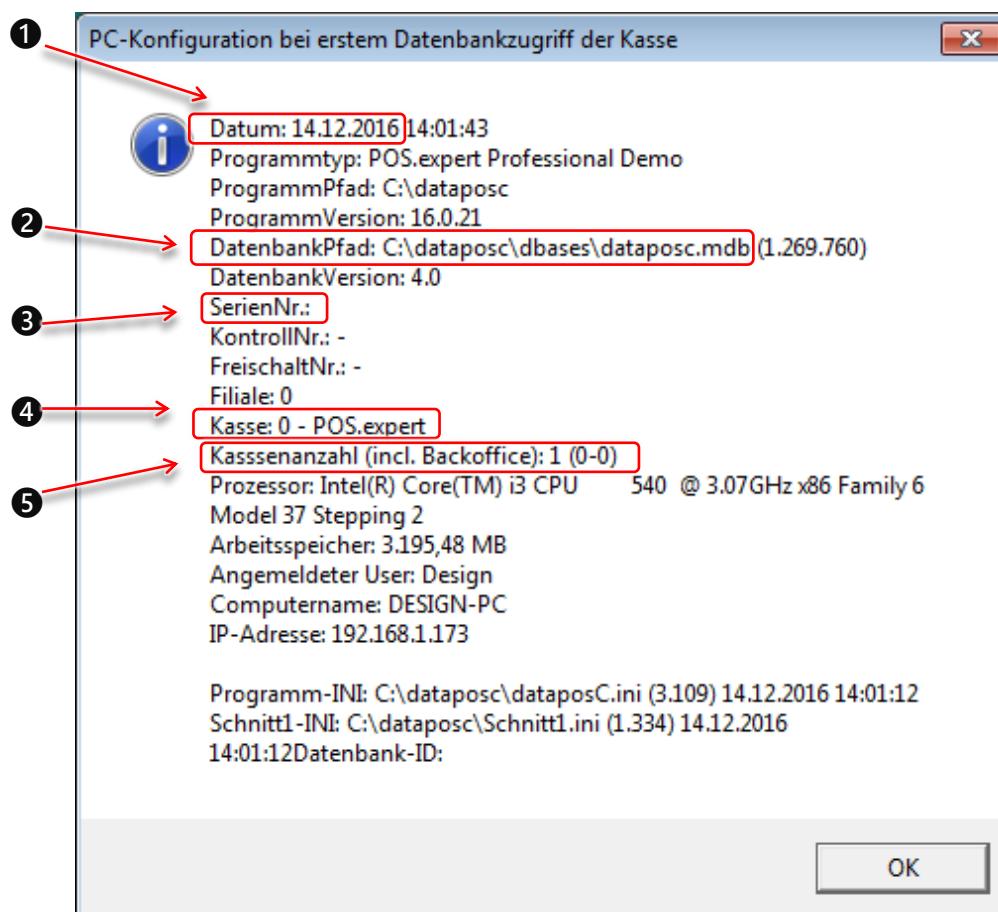 PC-Konfiguration bei erstem Datenbankzugriff der Kasse
❶
Datum: 14.12.2016 14:01:43
Programmtyp: POS.expert Professional Demo
ProgrammPfad: C:\dataposc
ProgrammVersion: 16.0.21
❷
DatenbankPfad: C:\dataposc\dbases\dataposc.mdb (1.269.760)
DatenbankVersion: 4.0
❸
SerienNr.:
KontrollNr.: -
FreischaltNr.: -
Filiale: 0
❹
Kasse: 0 - POS.expert
❺
Kasssenanzahl (incl. Backoffice): 1 (0-0)
Prozessor: Intel(R) Core(TM) i3 CPU 540 @ 3.07GHz x86 Family 6
Model 37 Stepping 2
Arbeitsspeicher: 3.195,48 MB
Angemeldeter User: Design
Computername: DESIGN-PC
IP-Adresse: 192.168.1.173
Programm-INI: C:\dataposc\dataposC.ini (3.109) 14.12.2016 14:01:12
Schnitt1-INI: C:\dataposc\Schnitt1.ini (1.334) 14.12.2016
14:01:12Datenbank-ID:
OK